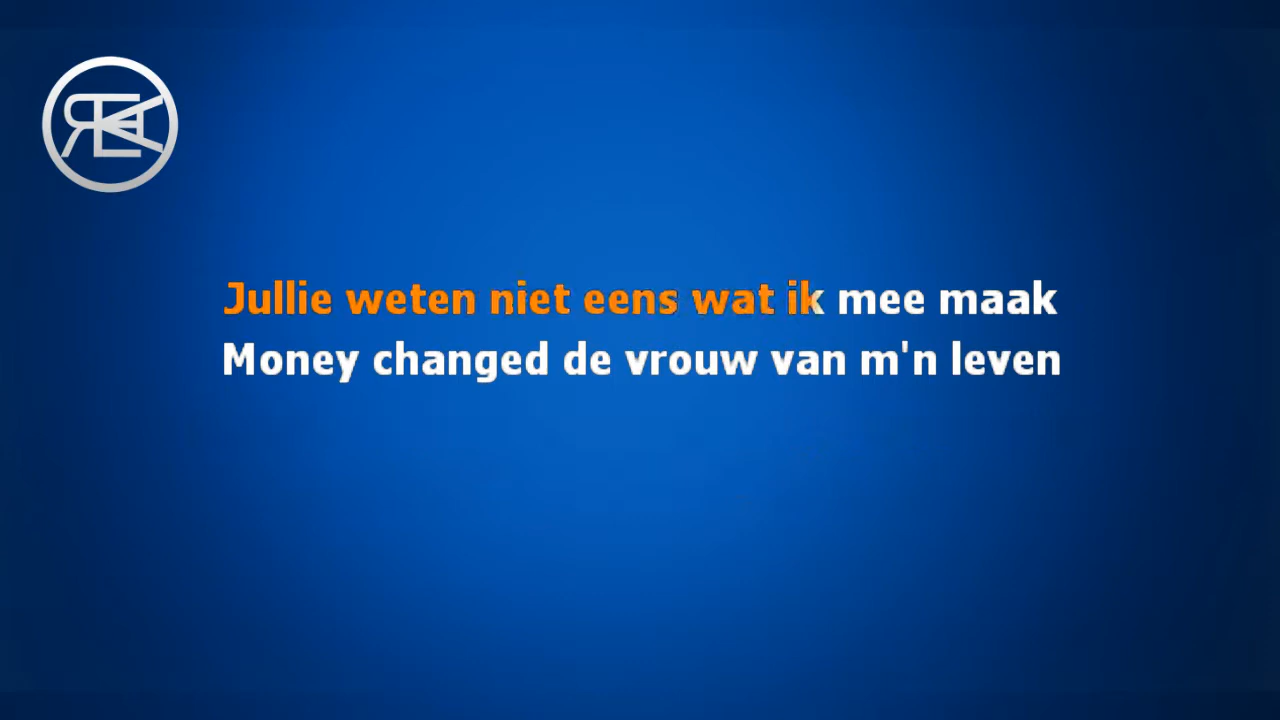 Jullie weten niet eens wat ik mee maak
Money changed de vrouw van m'n leven